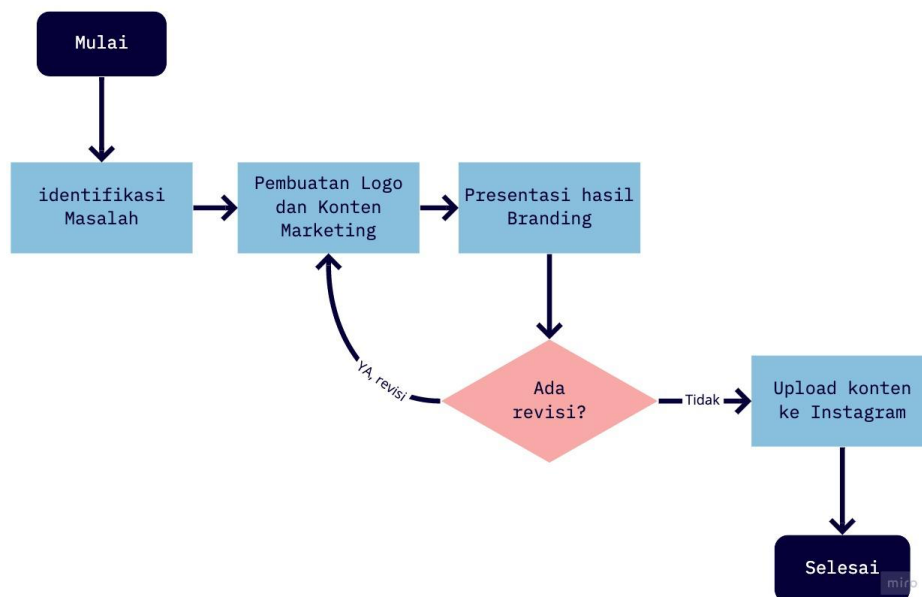 Mulai
identifikasi
Masalah
Pembuatan Logo
dan Konten
Marketing
Presentasi hasil
Branding
Ada
revisi?
YA, revisi
Tidak
Upload konten
ke Instagram
Selesai
miro